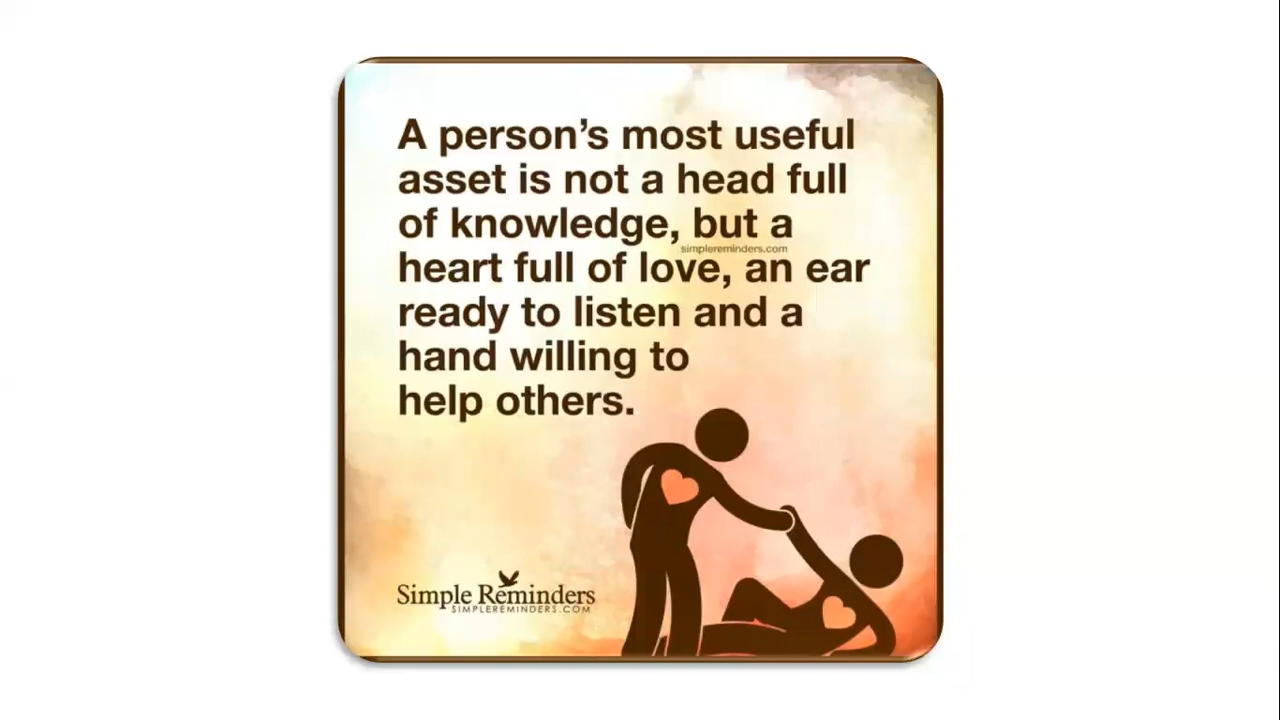 A person’s most useful
asset is not a head full
of knowledge, but a
simplereminders.com
heart full of love, an ear
ready to listen and a
hand willing to
help others.
Simple Reminders
SIMPLEREMINDERS.COM